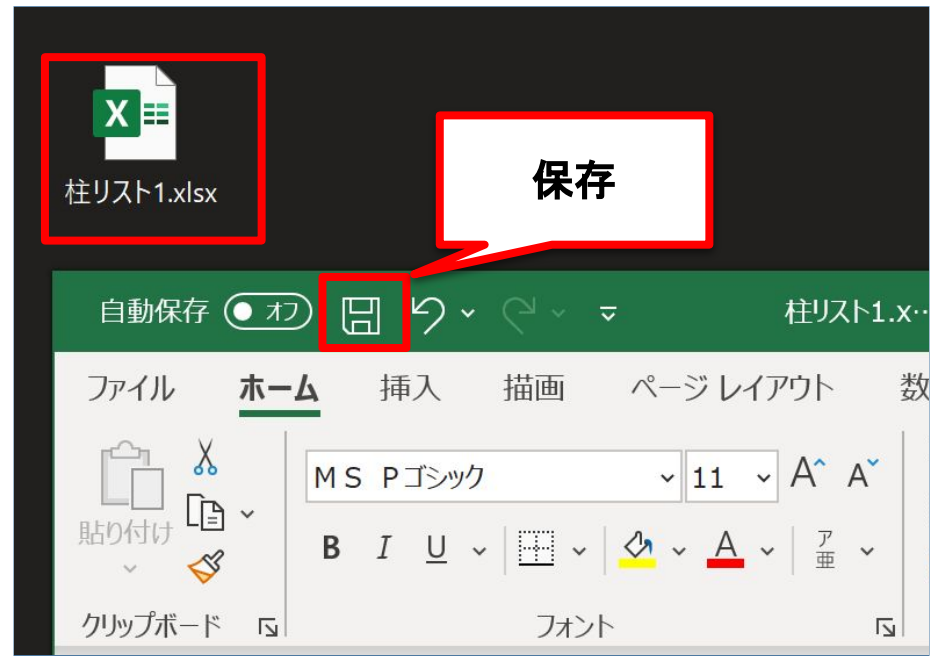 X
柱リスト1.xlsx
保存
自動保存 オフ 柱リスト1.x…
ファイル ホーム 挿入 描画 ページ レイアウト 数
貼り付け
ＭＳ Ｐゴシック 11 A A
B I U A ア亜
クリップボード フォント